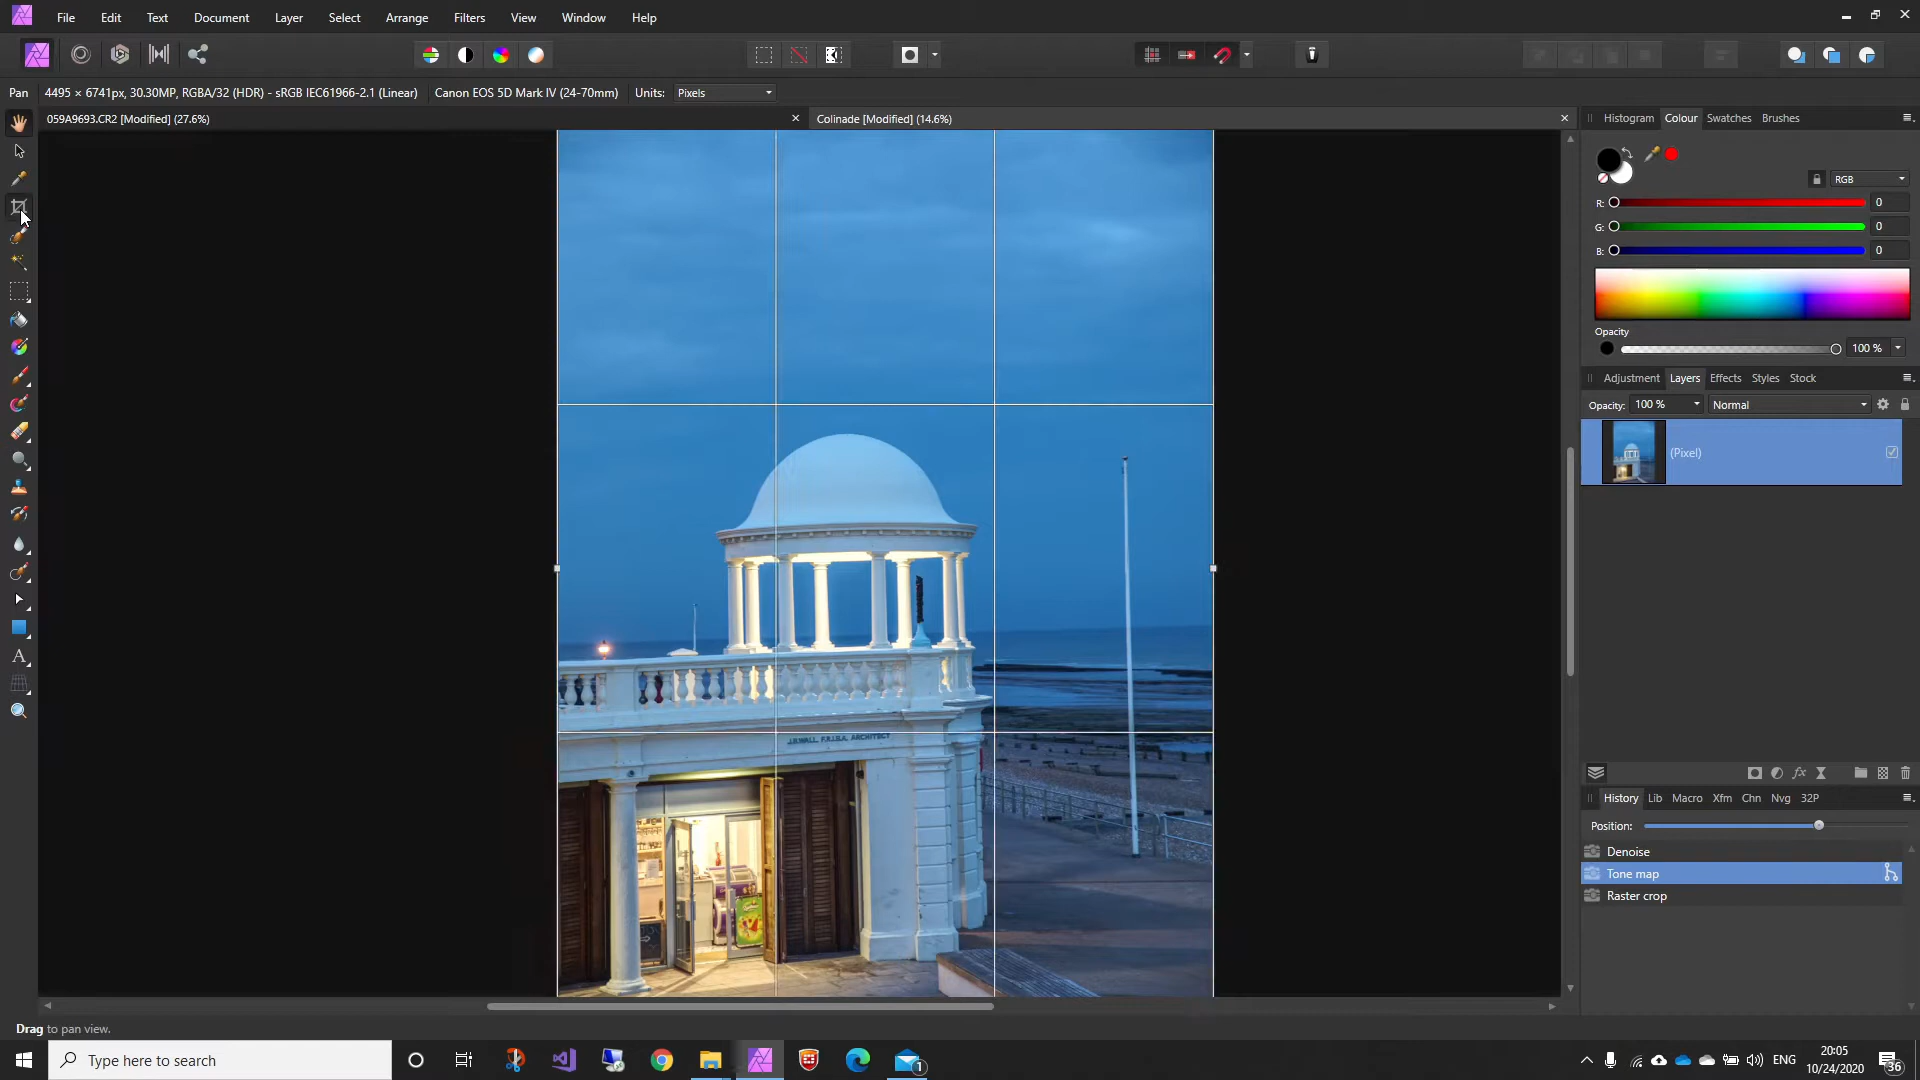 File Edit Text Document Layer Select Arrange Filters View Window Help
Pan 4495 × 6741px, 30.30MP, RGBA/32 (HDR) - sRGB IEC61966-2.1 (Linear) Canon EOS 5D Mark IV (24-70mm) Units: Pixels
059A9693.CR2 [Modified] (27.6%) Colinade [Modified] (14.6%)
Histogram Colour Swatches Brushes
RGB
R: 0
G: 0
B: 0
Opacity
100 %
Adjustment Layers Effects Styles Stock
Opacity: 100 % Normal
(Pixel)
J.B.WALL, F.R.I.B.A. ARCHITECT
History Lib Macro Xfm Chn Nvg 32P
Position:
Denoise
Tone map
Raster crop
Drag to pan view.
Type here to search
1
ENG
20:05
10/24/2020
36